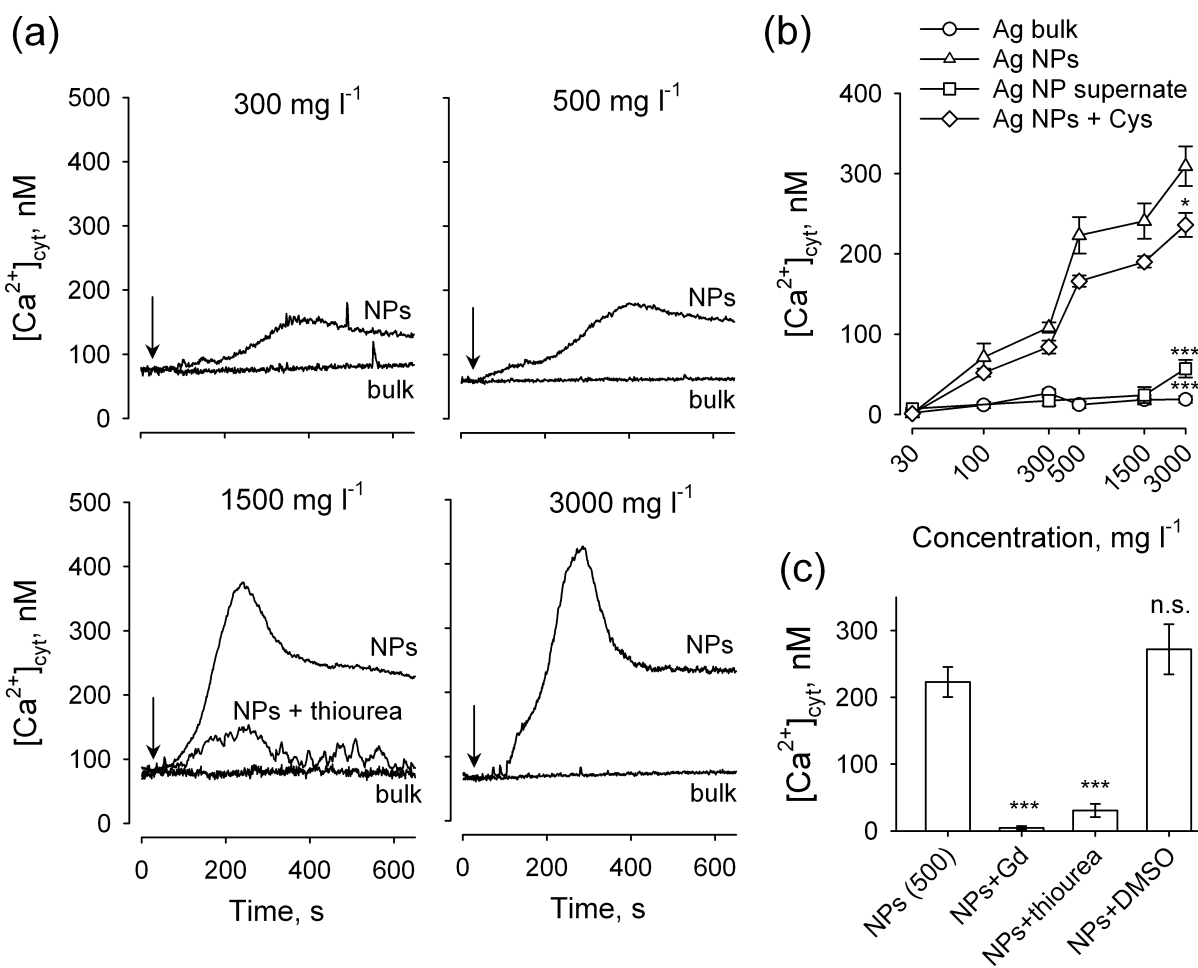 (a)
300 mg l-1
500 mg l-1
500
400
300
200
100
0
[Ca2+]cyt, nM
NPs
bulk
NPs
bulk
1500 mg l-1
3000 mg l-1
500
400
300
200
100
0
[Ca2+]cyt, nM
NPs
NPs + thiourea
bulk
NPs
bulk
0 200 400 600
0 200 400 600
Time, s
Time, s
(b)
Ag bulk
Ag NPs
Ag NP supernate
Ag NPs + Cys
400
300
200
100
0
[Ca2+]cyt, nM
*
***
***
30 100 300 500 1500 3000
Concentration, mg l-1
(c)
300
200
100
0
[Ca2+]cyt, nM
n.s.
***
***
NPs (500)
NPs+Gd
NPs+thiourea
NPs+DMSO